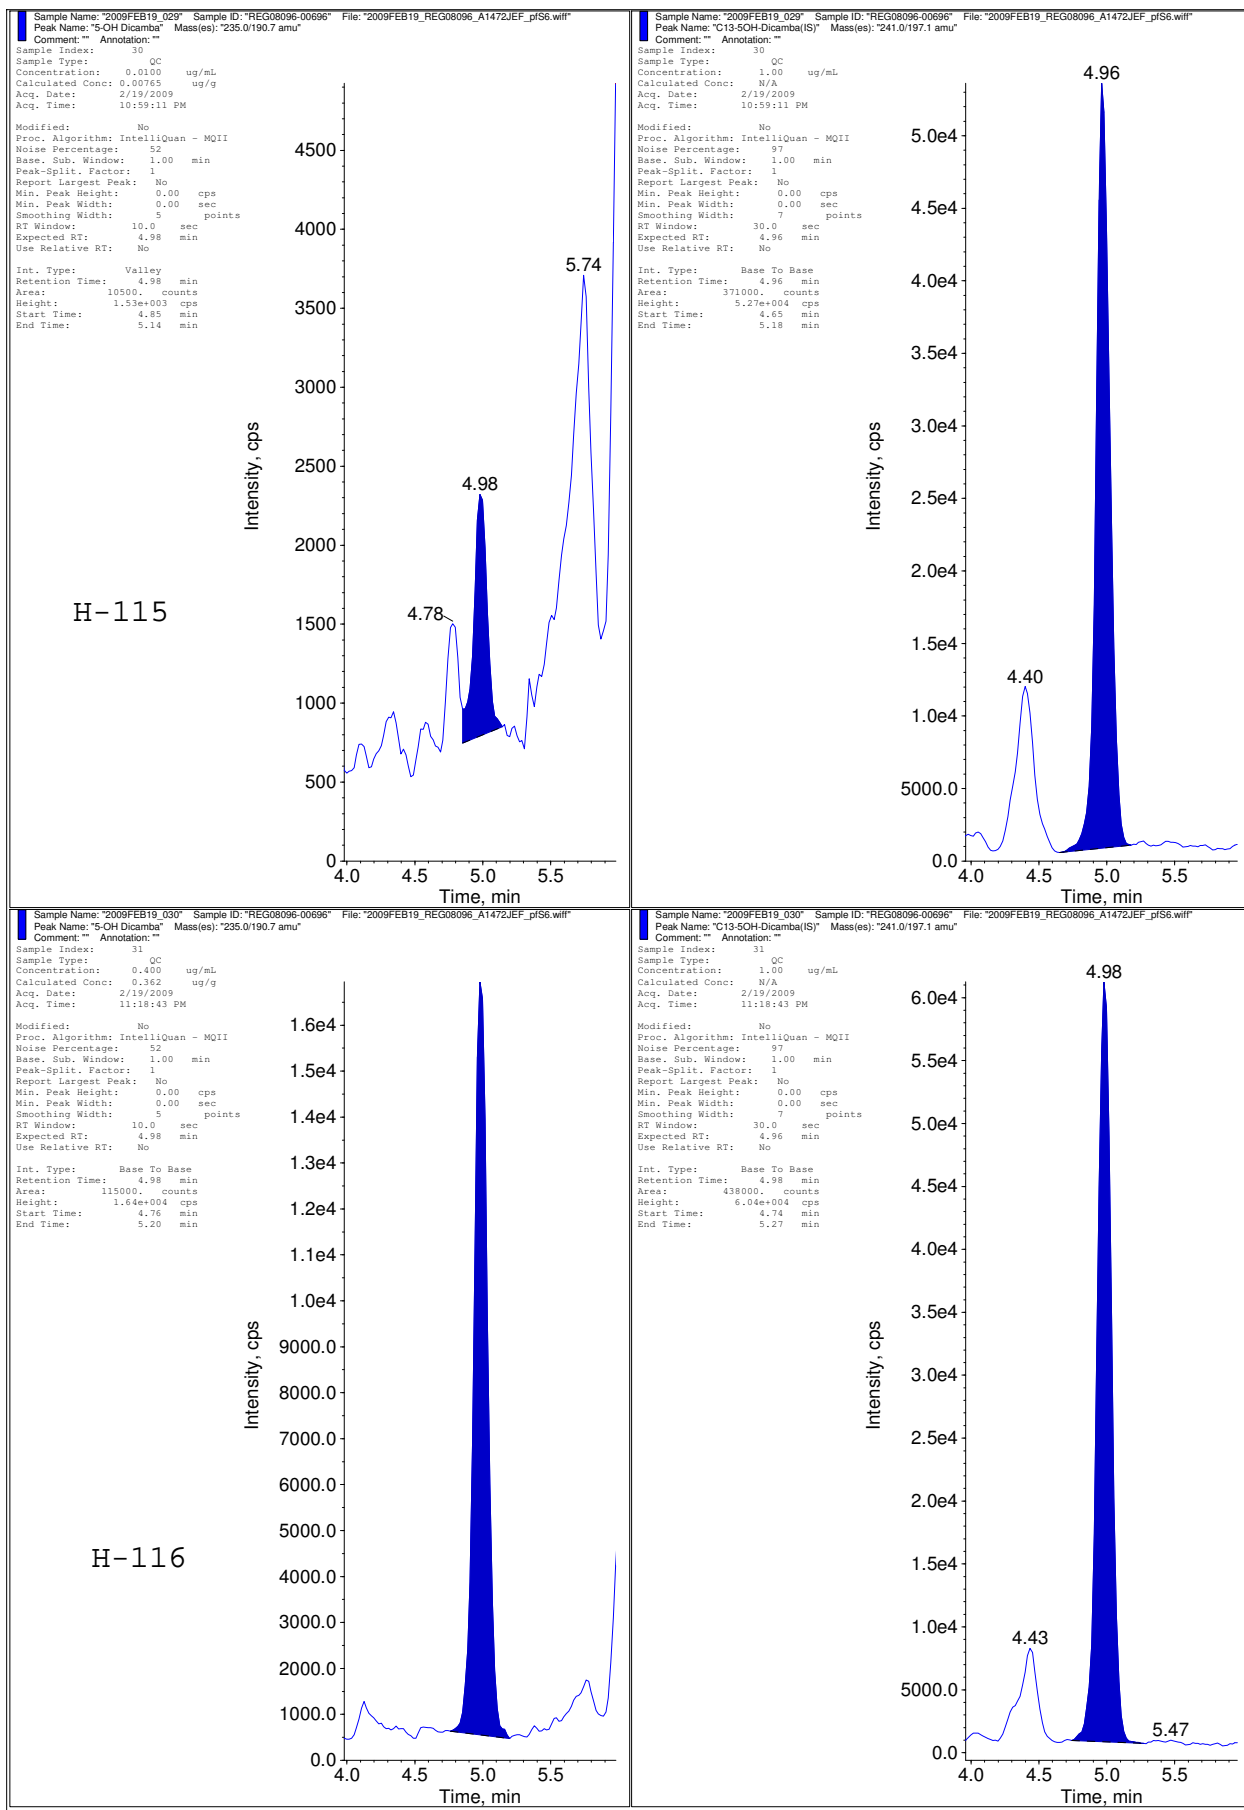 Sample Name: "2009FEB19_029" Sample ID: "REG08096-00696" File: "2009FEB19_REG08096_A1472JEF_pfS6.wiff"
Peak Name: "5-OH Dicamba" Mass(es): "235.0/190.7 amu"
Comment: "" Annotation: ""
Sample Index: 30
Sample Type: QC
Concentration: 0.0100 ug/mL
Calculated Conc: 0.00765 ug/g
Acq. Date: 2/19/2009
Acq. Time: 10:59:11 PM
Modified: No
Proc. Algorithm: IntelliQuan - MQII
Noise Percentage: 52
Base. Sub. Window: 1.00 min
Peak-Split. Factor: 1
Report Largest Peak: No
Min. Peak Height: 0.00 cps
Min. Peak Width: 0.00 sec
Smoothing Width: 5 points
RT Window: 10.0 sec
Expected RT: 4.98 min
Use Relative RT: No
Int. Type: Valley
Retention Time: 4.98 min
Area: 10500. counts
Height: 1.53e+003 cps
Start Time: 4.85 min
End Time: 5.14 min
H-115
Intensity, cps
4500
4000
3500
3000
2500
2000
1500
1000
500
0
4.78
4.98
5.74
4.0 4.5 5.0 5.5
Time, min
Sample Name: "2009FEB19_029" Sample ID: "REG08096-00696" File: "2009FEB19_REG08096_A1472JEF_pfS6.wiff"
Peak Name: "C13-5OH-Dicamba(IS)" Mass(es): "241.0/197.1 amu"
Comment: "" Annotation: ""
Sample Index: 30
Sample Type: QC
Concentration: 1.00 ug/mL
Calculated Conc: N/A
Acq. Date: 2/19/2009
Acq. Time: 10:59:11 PM
Modified: No
Proc. Algorithm: IntelliQuan - MQII
Noise Percentage: 97
Base. Sub. Window: 1.00 min
Peak-Split. Factor: 1
Report Largest Peak: No
Min. Peak Height: 0.00 cps
Min. Peak Width: 0.00 sec
Smoothing Width: 7 points
RT Window: 30.0 sec
Expected RT: 4.96 min
Use Relative RT: No
Int. Type: Base To Base
Retention Time: 4.96 min
Area: 371000. counts
Height: 5.27e+004 cps
Start Time: 4.65 min
End Time: 5.18 min
Intensity, cps
5.0e4
4.5e4
4.0e4
3.5e4
3.0e4
2.5e4
2.0e4
1.5e4
1.0e4
5000.0
0.0
4.40
4.96
4.0 4.5 5.0 5.5
Time, min
Sample Name: "2009FEB19_030" Sample ID: "REG08096-00696" File: "2009FEB19_REG08096_A1472JEF_pfS6.wiff"
Peak Name: "5-OH Dicamba" Mass(es): "235.0/190.7 amu"
Comment: "" Annotation: ""
Sample Index: 31
Sample Type: QC
Concentration: 0.400 ug/mL
Calculated Conc: 0.362 ug/g
Acq. Date: 2/19/2009
Acq. Time: 11:18:43 PM
Modified: No
Proc. Algorithm: IntelliQuan - MQII
Noise Percentage: 52
Base. Sub. Window: 1.00 min
Peak-Split. Factor: 1
Report Largest Peak: No
Min. Peak Height: 0.00 cps
Min. Peak Width: 0.00 sec
Smoothing Width: 5 points
RT Window: 10.0 sec
Expected RT: 4.98 min
Use Relative RT: No
Int. Type: Base To Base
Retention Time: 4.98 min
Area: 115000. counts
Height: 1.64e+004 cps
Start Time: 4.76 min
End Time: 5.20 min
H-116
Intensity, cps
1.6e4
1.5e4
1.4e4
1.3e4
1.2e4
1.1e4
1.0e4
9000.0
8000.0
7000.0
6000.0
5000.0
4000.0
3000.0
2000.0
1000.0
0.0
4.0 4.5 5.0 5.5
Time, min
Sample Name: "2009FEB19_030" Sample ID: "REG08096-00696" File: "2009FEB19_REG08096_A1472JEF_pfS6.wiff"
Peak Name: "C13-5OH-Dicamba(IS)" Mass(es): "241.0/197.1 amu"
Comment: "" Annotation: ""
Sample Index: 31
Sample Type: QC
Concentration: 1.00 ug/mL
Calculated Conc: N/A
Acq. Date: 2/19/2009
Acq. Time: 11:18:43 PM
Modified: No
Proc. Algorithm: IntelliQuan - MQII
Noise Percentage: 97
Base. Sub. Window: 1.00 min
Peak-Split. Factor: 1
Report Largest Peak: No
Min. Peak Height: 0.00 cps
Min. Peak Width: 0.00 sec
Smoothing Width: 7 points
RT Window: 30.0 sec
Expected RT: 4.96 min
Use Relative RT: No
Int. Type: Base To Base
Retention Time: 4.98 min
Area: 438000. counts
Height: 6.04e+004 cps
Start Time: 4.74 min
End Time: 5.27 min
Intensity, cps
6.0e4
5.5e4
5.0e4
4.5e4
4.0e4
3.5e4
3.0e4
2.5e4
2.0e4
1.5e4
1.0e4
5000.0
0.0
4.43
4.98
5.47
4.0 4.5 5.0 5.5
Time, min